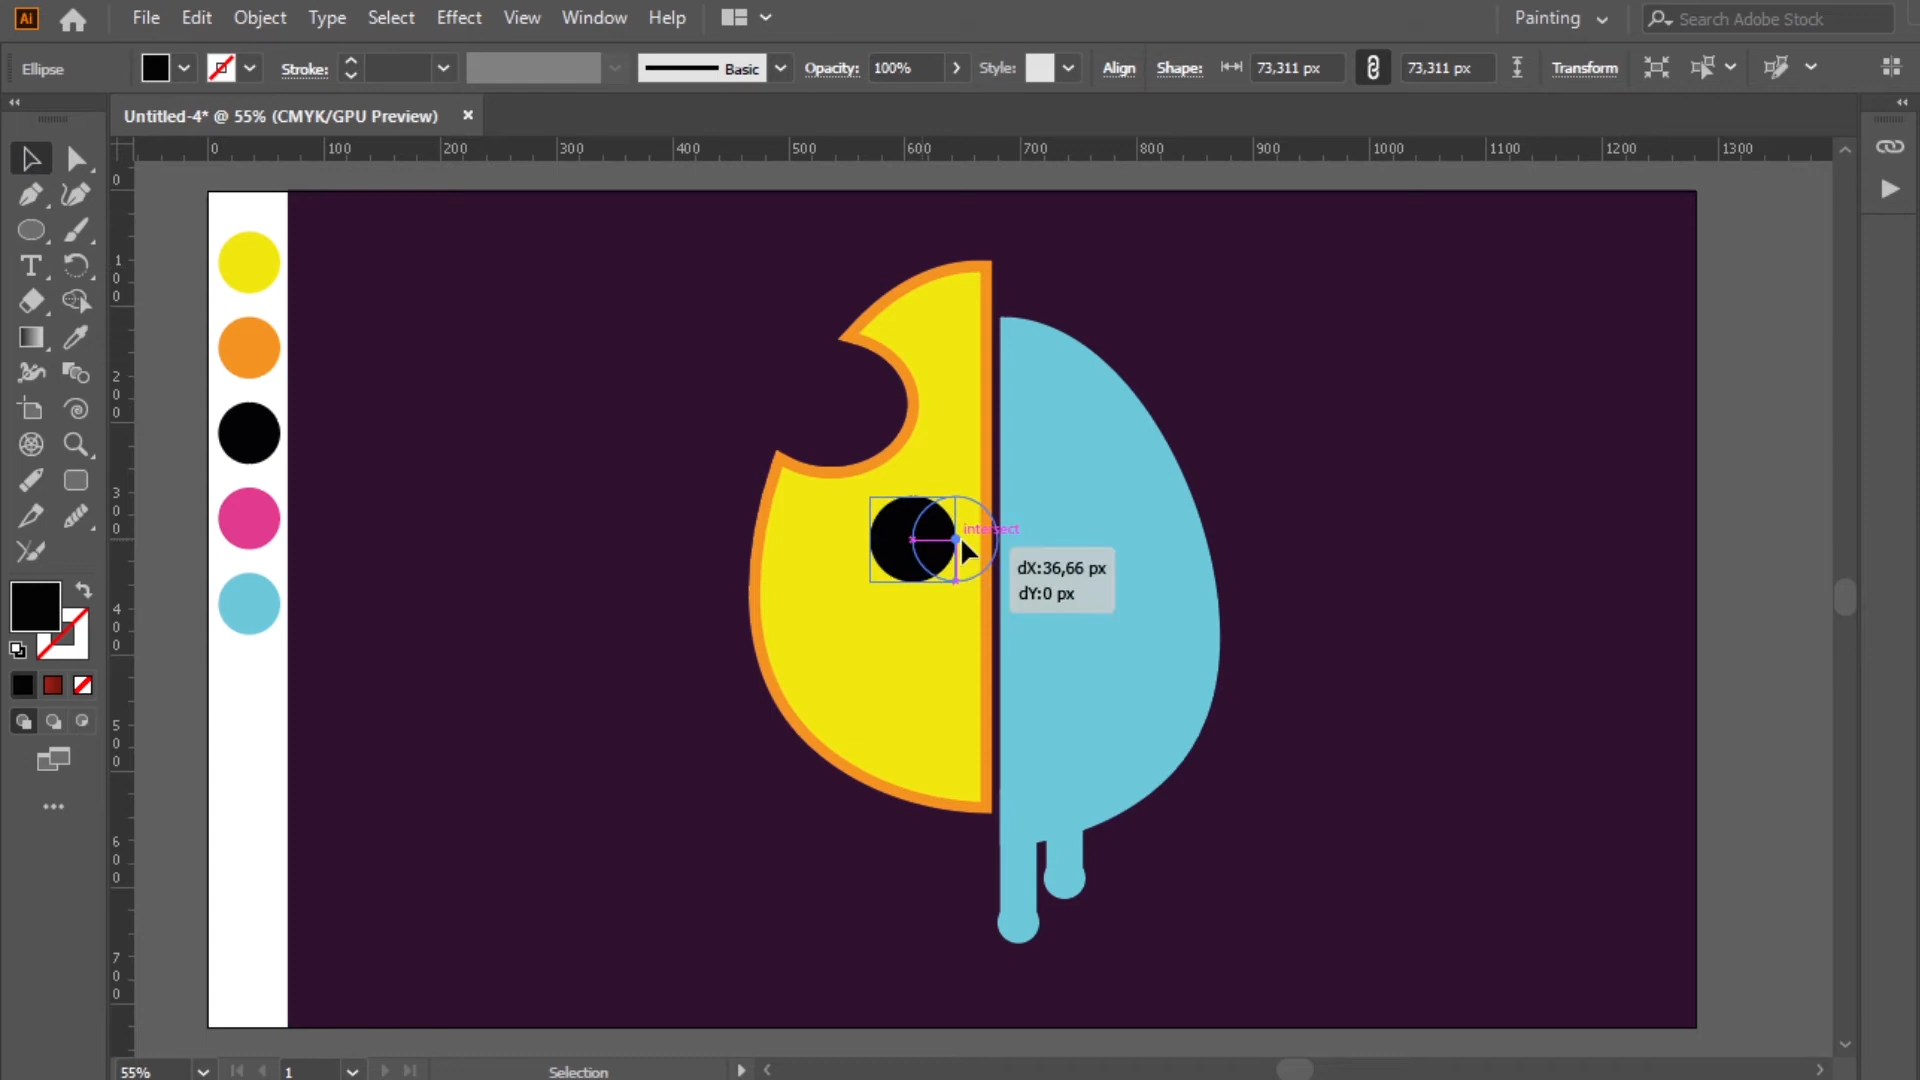 Ai File Edit Object Type Select Effect View Window Help Painting Search Adobe Stock
Ellipse Stroke: Basic Opacity: 100% Style: Align Shape: 73,311 px 73,311 px Transform
Untitled-4* @ 55% (CMYK/GPU Preview) ×
0 100 200 300 400 500 600 700 800 900 1000 1100 1200 1300
0
100
200
300
400
500
600
700
intersect
dX:36,66 px
dY:0 px
55% 1 Selection